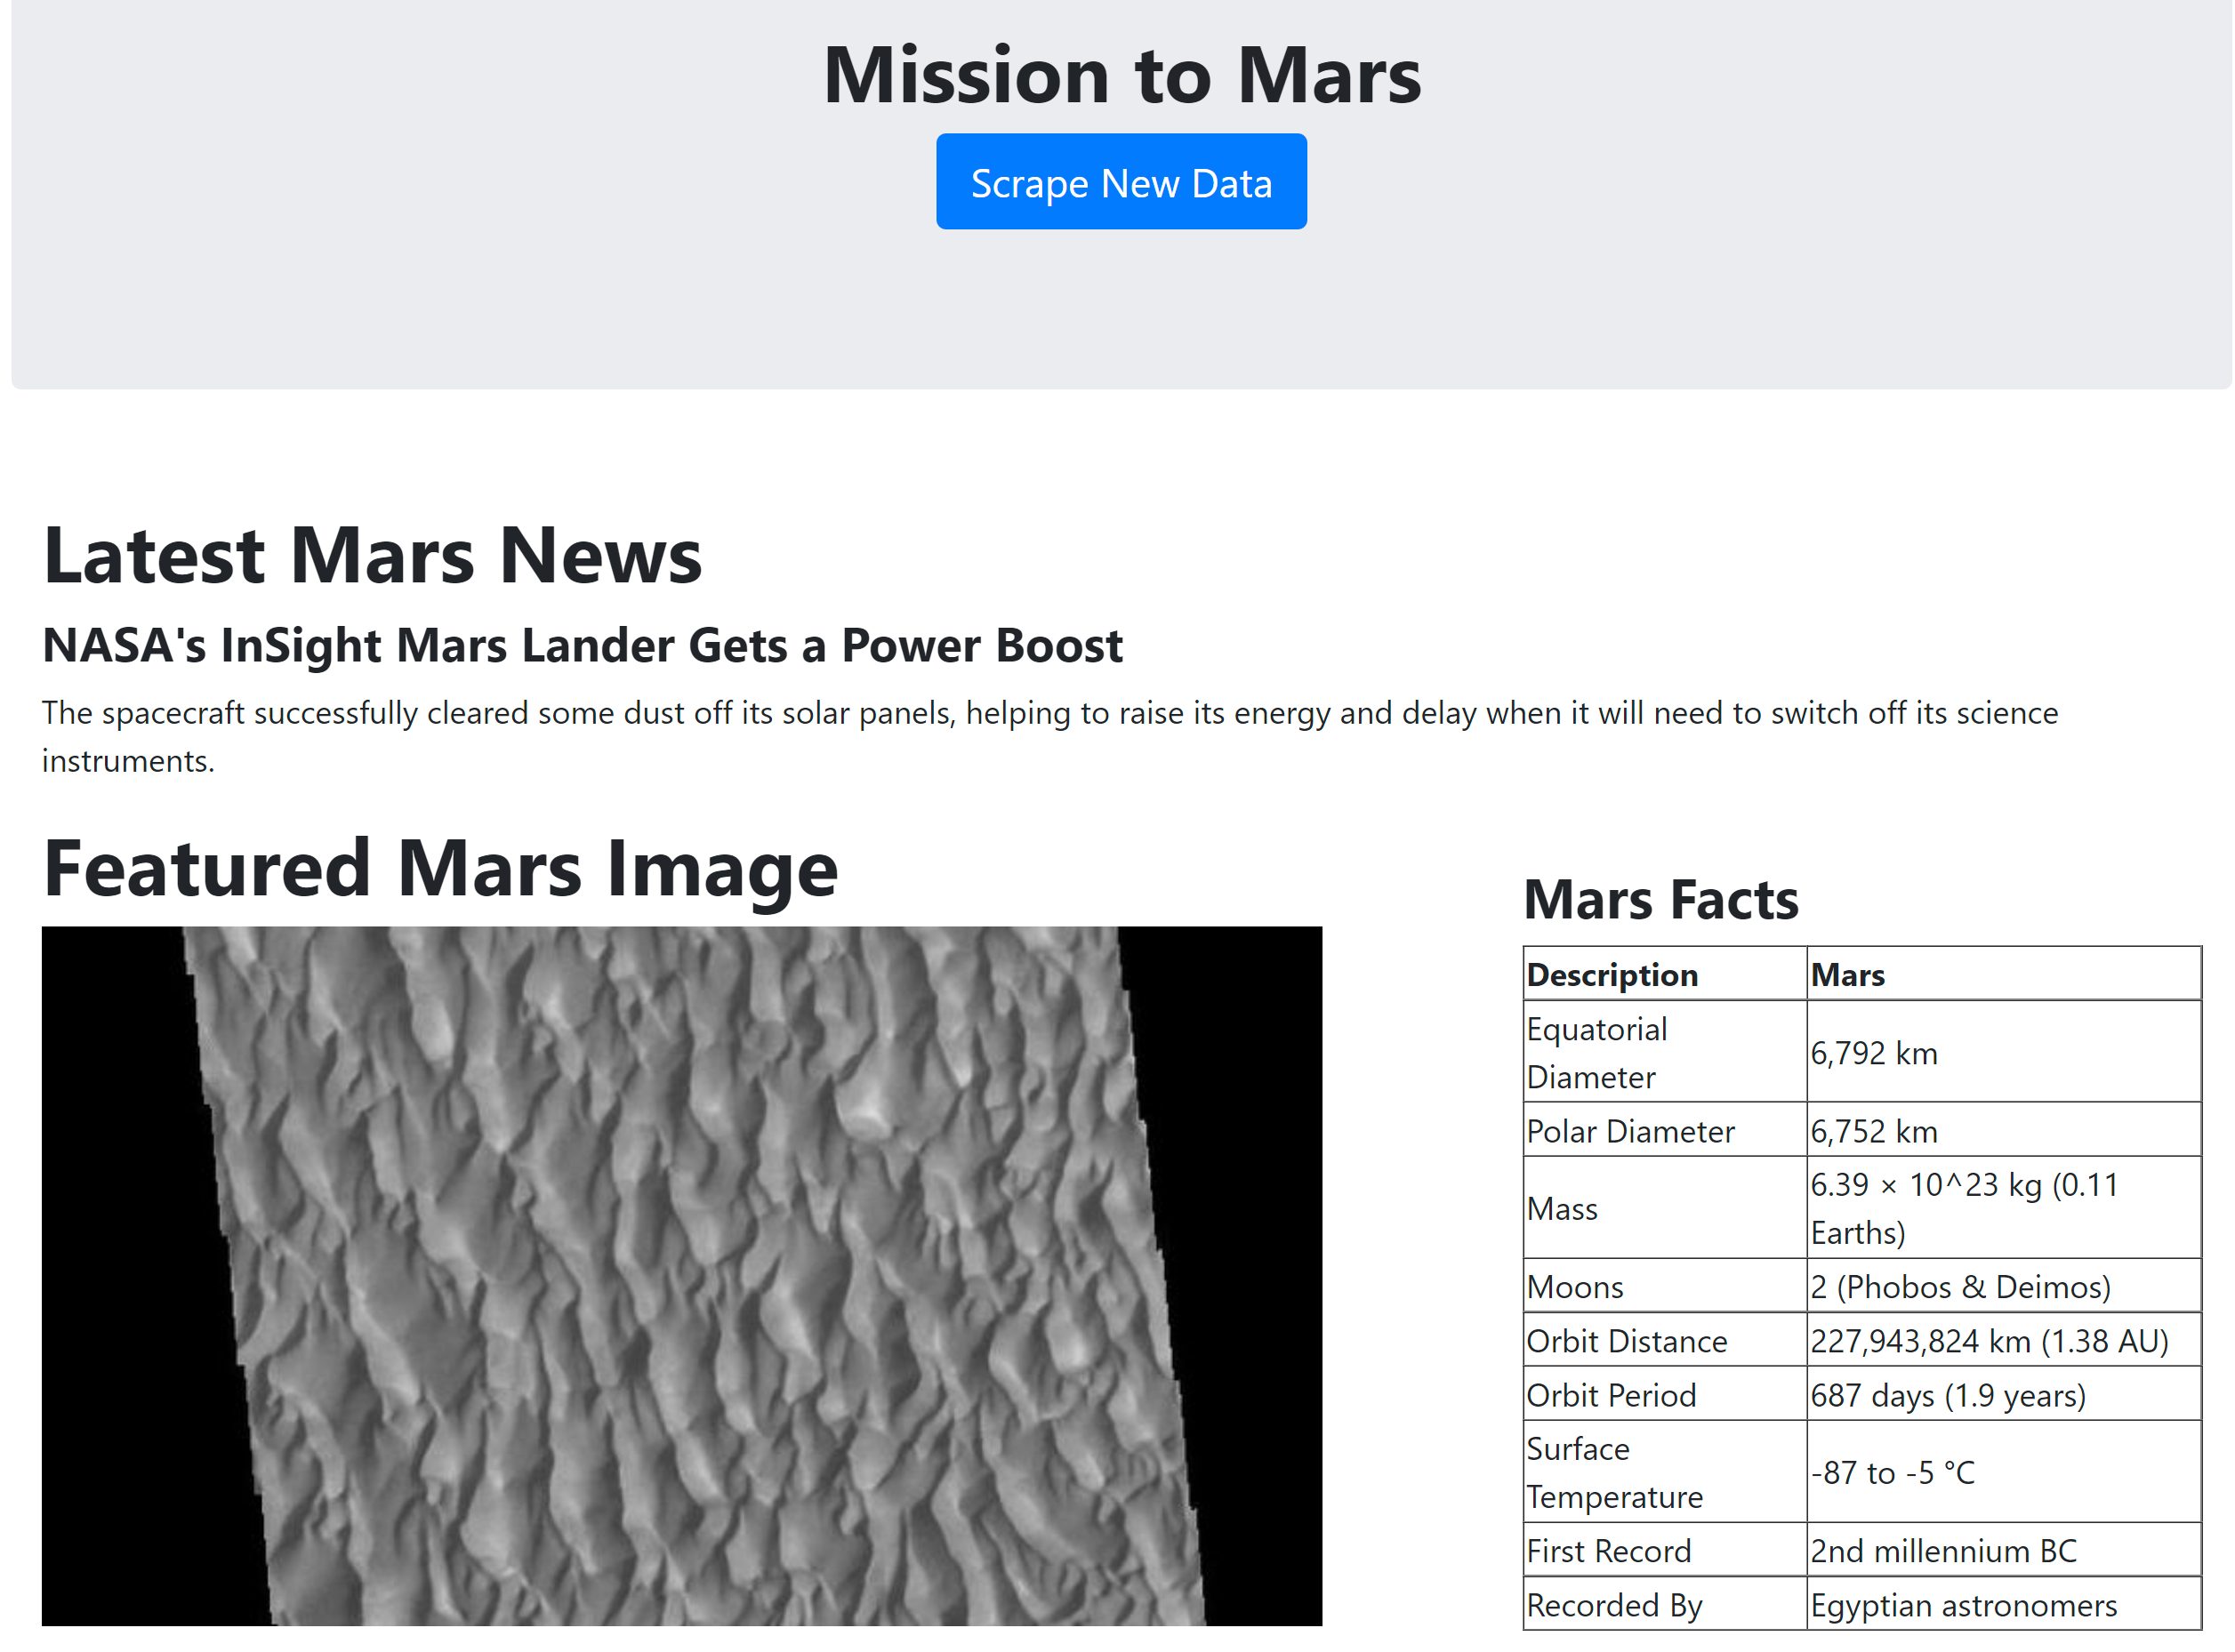 Mission to Mars
Scrape New Data
Latest Mars News
NASA's InSight Mars Lander Gets a Power Boost
The spacecraft successfully cleared some dust off its solar panels, helping to raise its energy and delay when it will need to switch off its science
instruments.
Featured Mars Image
Mars Facts
Description Mars
Equatorial
Diameter
6,792 km
Polar Diameter 6,752 km
Mass
6.39 × 10^23 kg (0.11
Earths)
Moons 2 (Phobos & Deimos)
Orbit Distance 227,943,824 km (1.38 AU)
Orbit Period 687 days (1.9 years)
Surface
Temperature
-87 to -5 °C
First Record 2nd millennium BC
Recorded By Egyptian astronomers